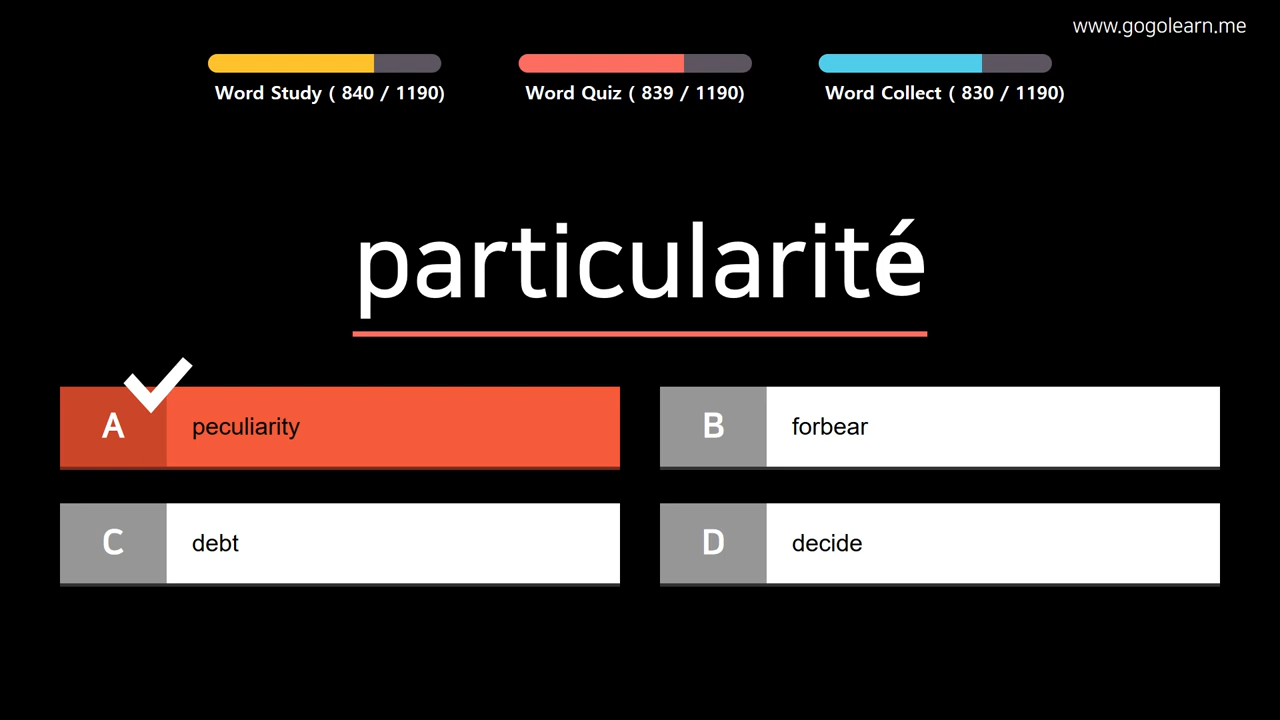 www.gogolearn.me
Word Study ( 840 / 1190)
Word Quiz ( 839 / 1190)
Word Collect ( 830 / 1190)
particularité
A peculiarity
B forbear
C debt
D decide